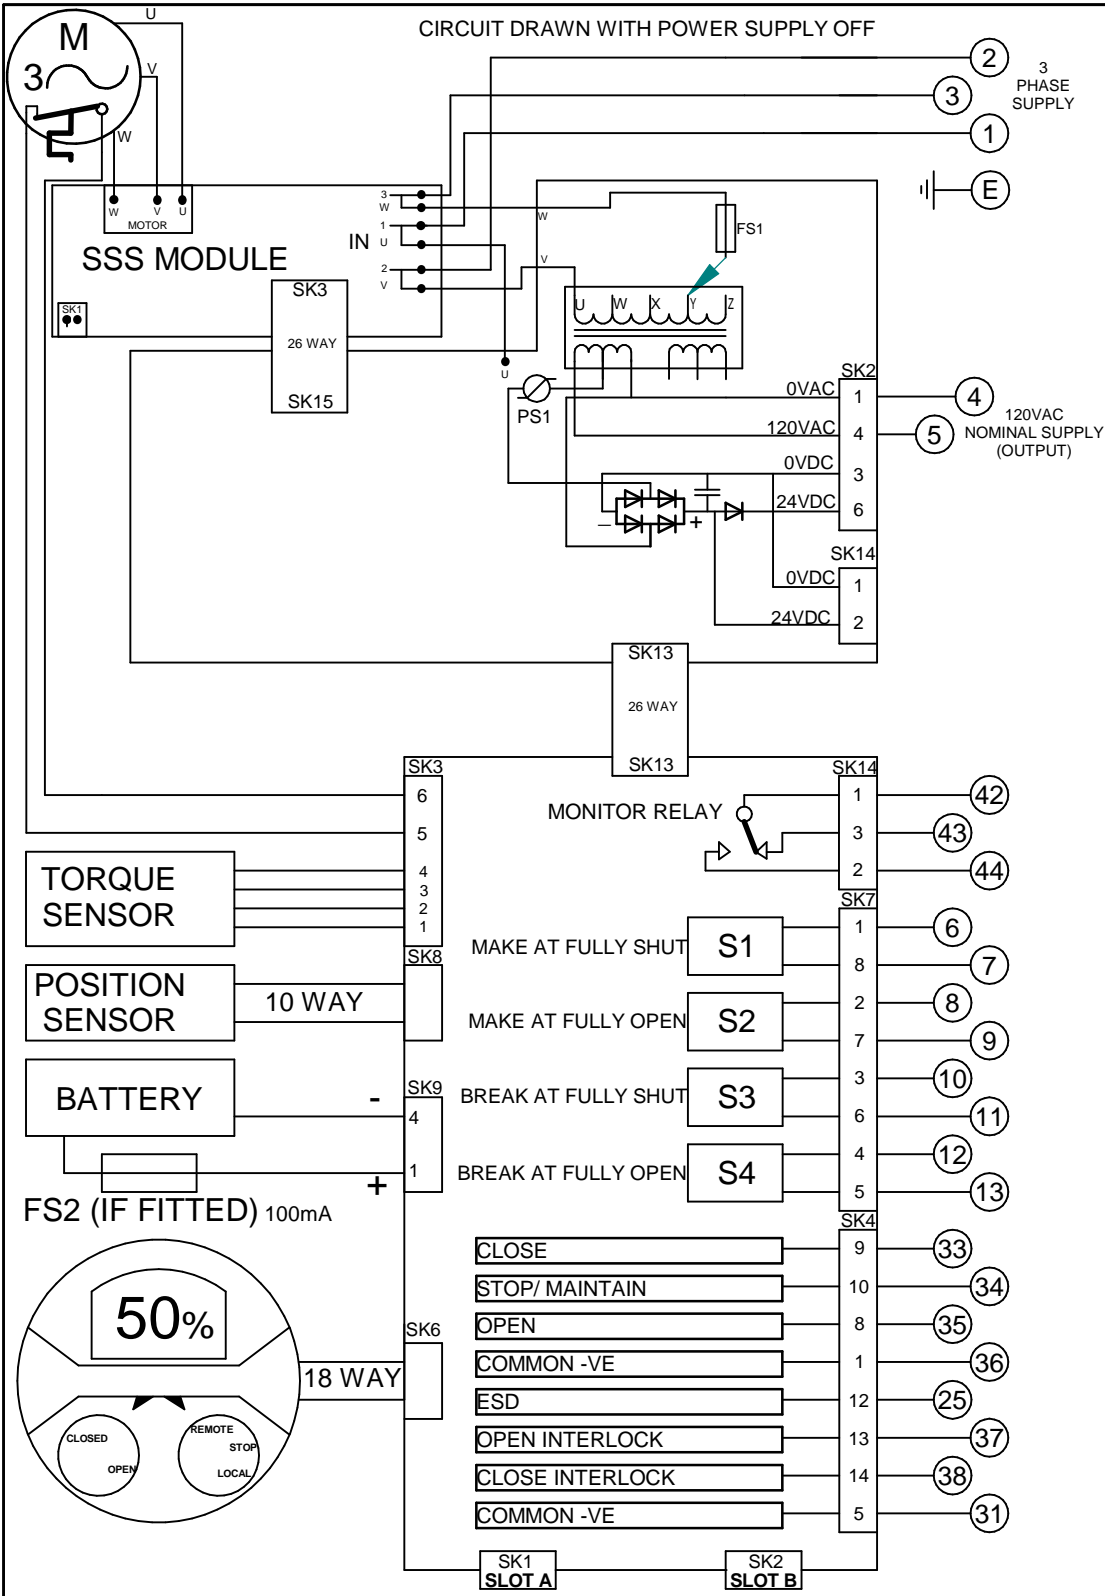 CIRCUIT DRAWN WITH POWER SUPPLY OFF
M
3
U
V
W
2
3
1
E
3
PHASE
SUPPLY
W V U
MOTOR
SSS MODULE
IN
3
W
1
U
2
V
W
V
U
FS1
SK1
SK3
26 WAY
SK15
U W X Y Z
PS1
SK2
0VAC 1 4
120VAC 4 5
120VAC
NOMINAL SUPPLY
(OUTPUT)
0VDC 3
24VDC 6
− +
SK14
0VDC 1
24VDC 2
SK13
26 WAY
SK13
SK3
6
5
4
3
2
1
TORQUE
SENSOR
MONITOR RELAY
SK14
1 42
3 43
2 44
SK8
POSITION
SENSOR
10 WAY
SK7
MAKE AT FULLY SHUT S1
1 6
8 7
MAKE AT FULLY OPEN S2
2 8
7 9
BREAK AT FULLY SHUT S3
3 10
6 11
BREAK AT FULLY OPEN S4
4 12
5 13
BATTERY
-
+
SK9
4
1
FS2 (IF FITTED) 100mA
SK4
CLOSE 9 33
STOP/ MAINTAIN 10 34
OPEN 8 35
COMMON -VE 1 36
ESD 12 25
OPEN INTERLOCK 13 37
CLOSE INTERLOCK 14 38
COMMON -VE 5 31
50%
SK6
18 WAY
CLOSED
OPEN
REMOTE
STOP
LOCAL
SK1
SLOT A
SK2
SLOT B